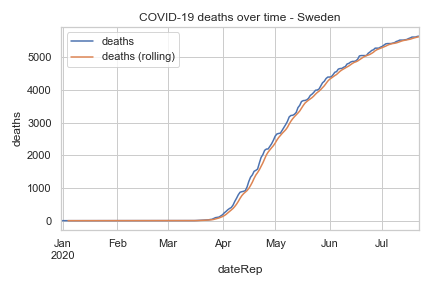 COVID-19 deaths over time - Sweden
deaths
deaths (rolling)
5000
4000
3000
2000
1000
0
deaths
Jan Feb Mar Apr May Jun Jul
2020
dateRep